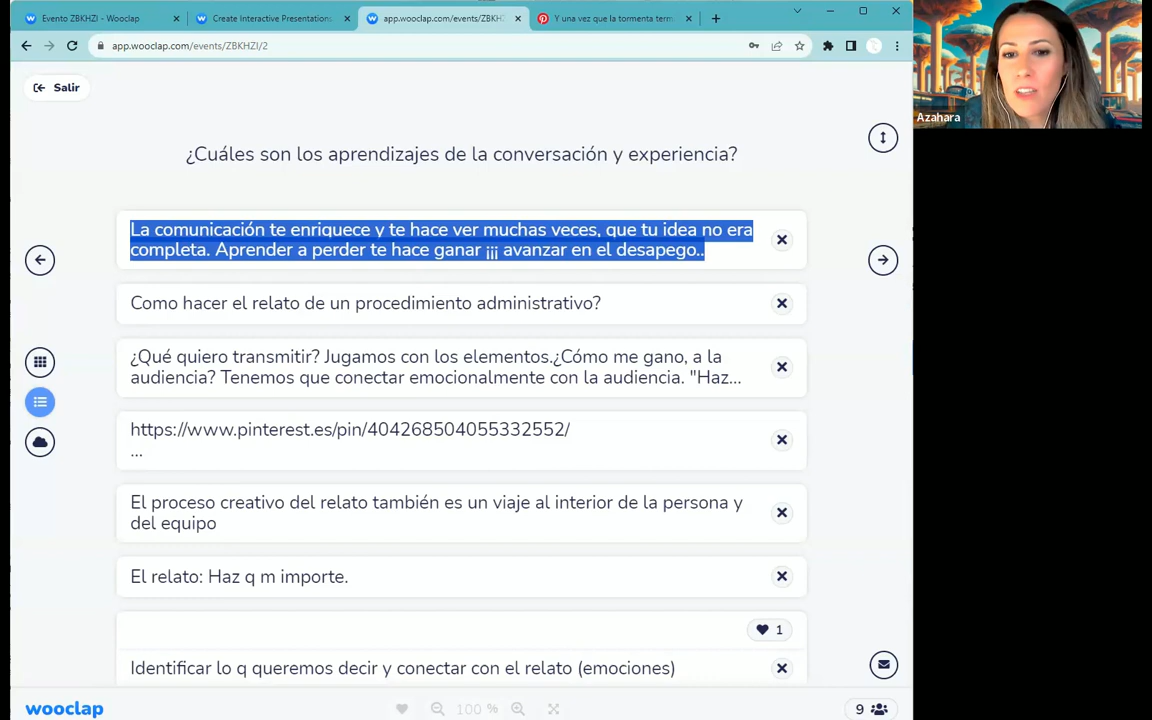 Evento ZBKHZI - Wooclap
Create Interactive Presentations
app.wooclap.com/events/ZBKH
Y una vez que la tormenta term
app.wooclap.com/events/ZBKHZI/2
Salir
Azahara
¿Cuáles son los aprendizajes de la conversación y experiencia?
La comunicación te enriquece y te hace ver muchas veces, que tu idea no era
completa. Aprender a perder te hace ganar ¡¡¡ avanzar en el desapego..
Como hacer el relato de un procedimiento administrativo?
¿Qué quiero transmitir? Jugamos con los elementos.¿Cómo me gano, a la
audiencia? Tenemos que conectar emocionalmente con la audiencia. "Haz...
https://www.pinterest.es/pin/404268504055332552/
...
El proceso creativo del relato también es un viaje al interior de la persona y
del equipo
El relato: Haz q m importe.
1
Identificar lo q queremos decir y conectar con el relato (emociones)
wooclap
100 %
9